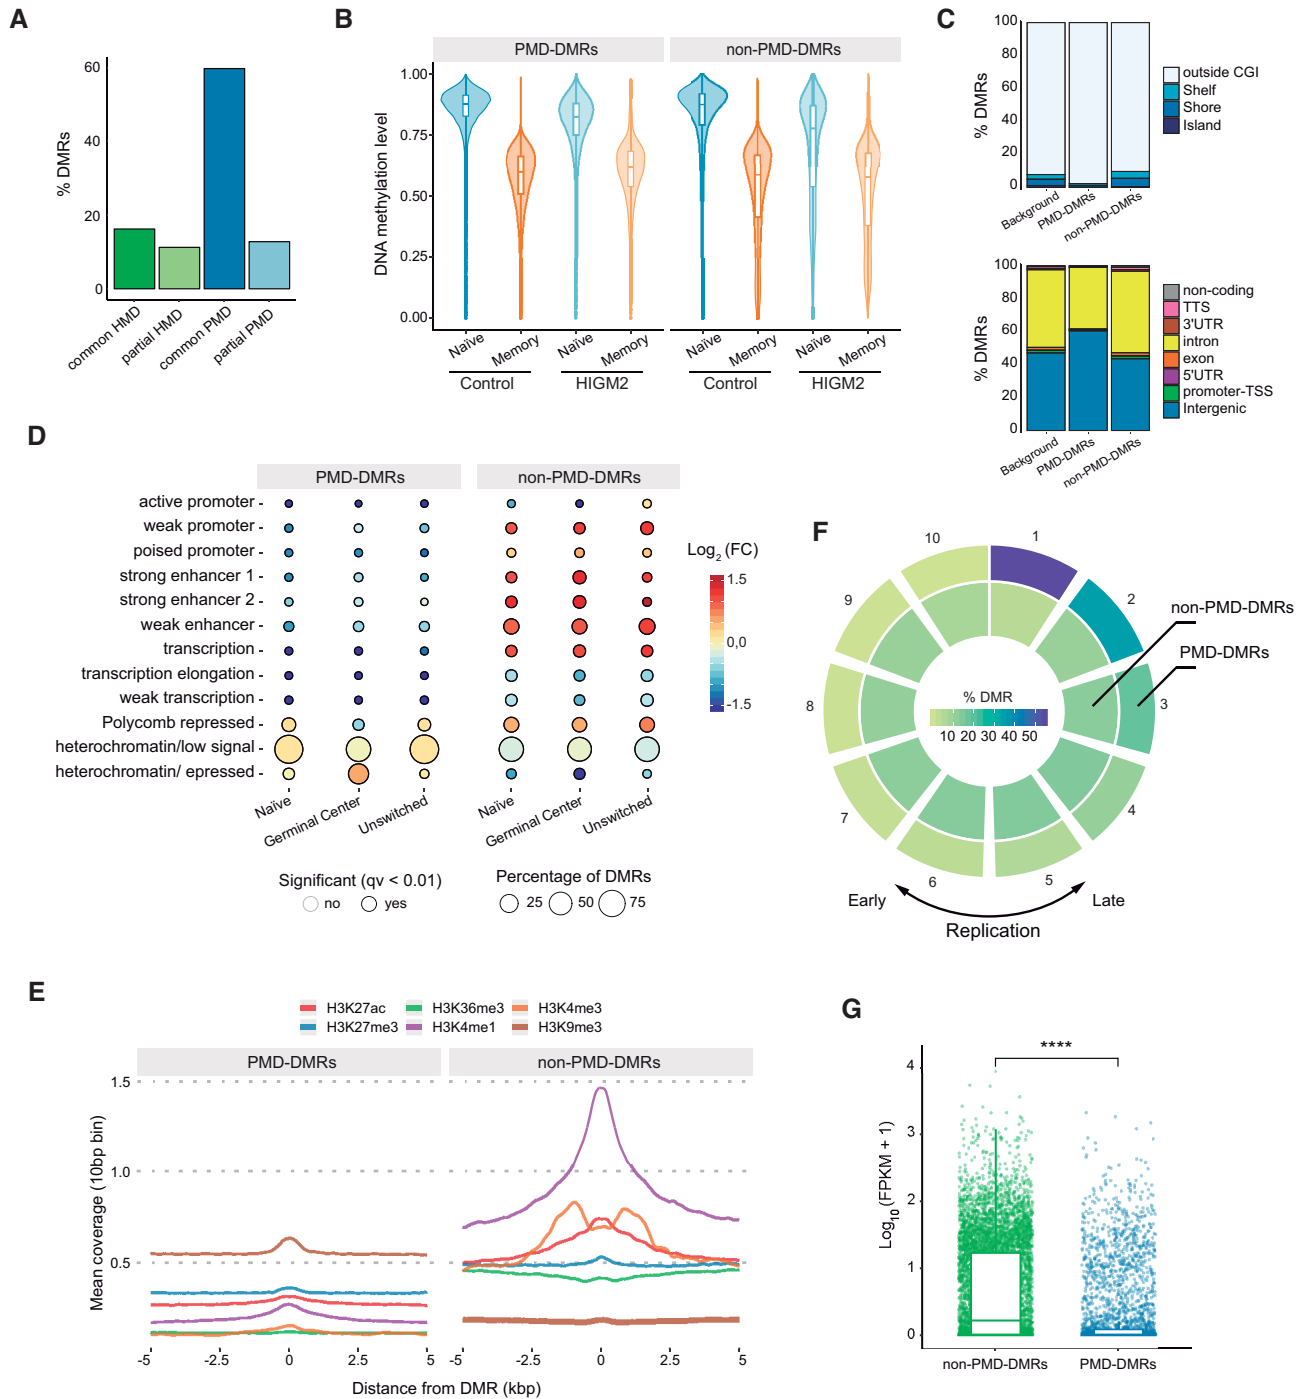 A
% DMRs
60
40
20
0
common HMD
partial HMD
common PMD
partial PMD
B
PMD-DMRs
non-PMD-DMRs
DNA methylation level
1.00
0.75
0.50
0.25
0.00
Naïve
Memory
Naïve
Memory
Naïve
Memory
Naïve
Memory
Control
HIGM2
Control
HIGM2
C
% DMRs
100
80
60
40
20
0
Background
PMD-DMRs
non-PMD-DMRs
outside CGI
Shelf
Shore
Island
% DMRs
100
80
60
40
20
0
Background
PMD-DMRs
non-PMD-DMRs
non-coding
TTS
3'UTR
intron
exon
5'UTR
promoter-TSS
Intergenic
D
PMD-DMRs
non-PMD-DMRs
active promoter
weak promoter
poised promoter
strong enhancer 1
strong enhancer 2
weak enhancer
transcription
transcription elongation
weak transcription
Polycomb repressed
heterochromatin/low signal
heterochromatin/ epressed
Naïve
Germinal Center
Unswitched
Naïve
Germinal Center
Unswitched
Log2 (FC)
1.5
0,0
-1.5
Significant (qv < 0.01)
no
yes
Percentage of DMRs
25
50
75
F
10
1
9
2
8
3
7
4
6
5
non-PMD-DMRs
PMD-DMRs
% DMR
10 20 30 40 50
Early
Late
Replication
E
H3K27ac
H3K36me3
H3K4me3
H3K27me3
H3K4me1
H3K9me3
PMD-DMRs
non-PMD-DMRs
Mean coverage (10bp bin)
1.5
1.0
0.5
-5
-2.5
0
2.5
5
-5
-2.5
0
2.5
5
Distance from DMR (kbp)
G
****
Log10 (FPKM + 1)
4
3
2
1
0
non-PMD-DMRs
PMD-DMRs